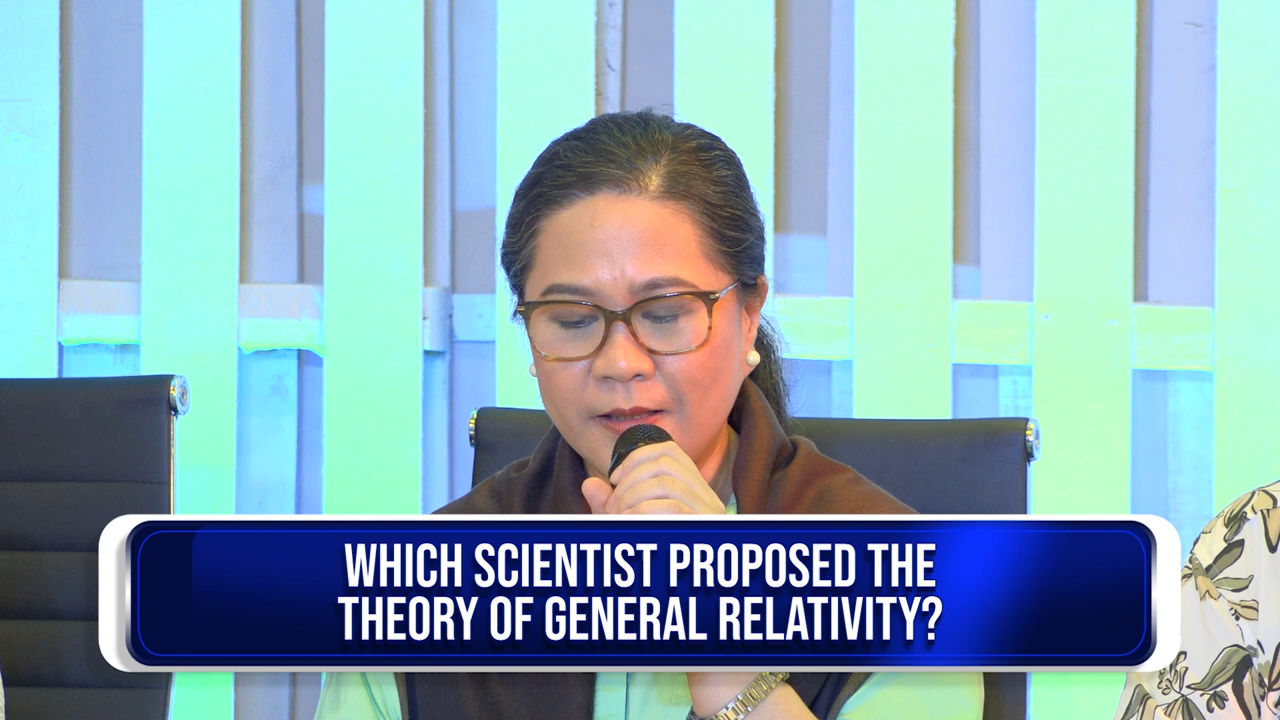 WHICH SCIENTIST PROPOSED THE
THEORY OF GENERAL RELATIVITY?